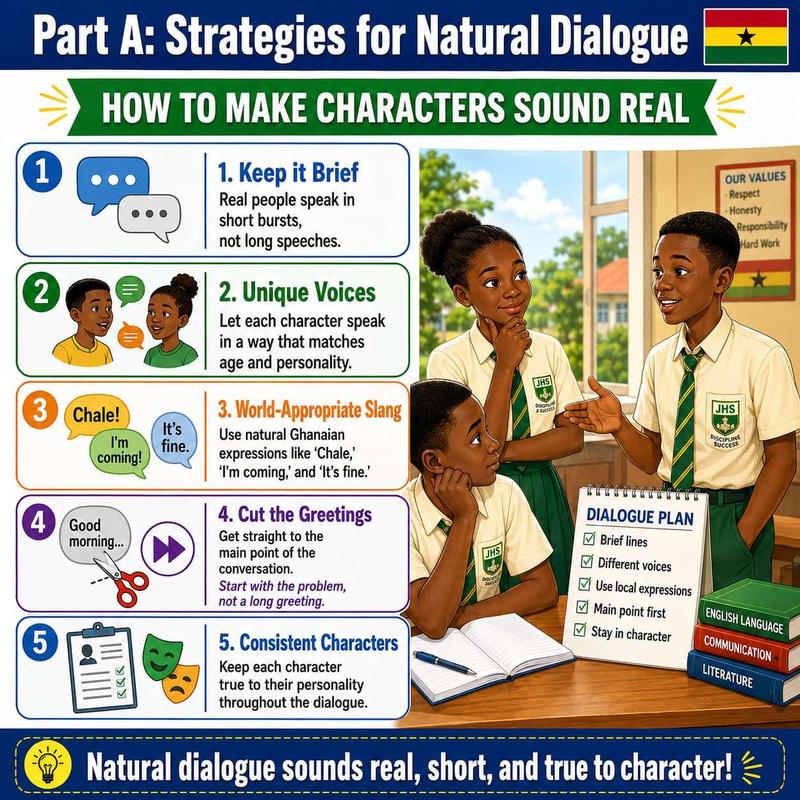 Part A: Strategies for Natural Dialogue
HOW TO MAKE CHARACTERS SOUND REAL
1
1. Keep it Brief
Real people speak in
short bursts,
not long speeches.
2
2. Unique Voices
Let each character speak
in a way that matches
age and personality.
3
Chale!
I'm
coming!
It's
fine.
3. World-Appropriate Slang
Use natural Ghanaian
expressions like 'Chale,'
'I'm coming,' and 'It's fine.'
4
Good
morning...
4. Cut the Greetings
Get straight to the
main point of the
conversation.
Start with the problem,
not a long greeting.
5
5. Consistent Characters
Keep each character
true to their personality
throughout the dialogue.
OUR VALUES
- Respect
- Honesty
Responsibility
Hard Work
JHS
DISCIPLINE
& SUCCESS
JHS
DISCIPLINE
SUCCESS
JHS
DIALOGUE PLAN
Brief lines
Different voices
Use local expressions
Main point first
Stay in character
ENGLISH LANGUAGE
COMMUNICATION
LITERATURE
Natural dialogue sounds real, short, and true to character!